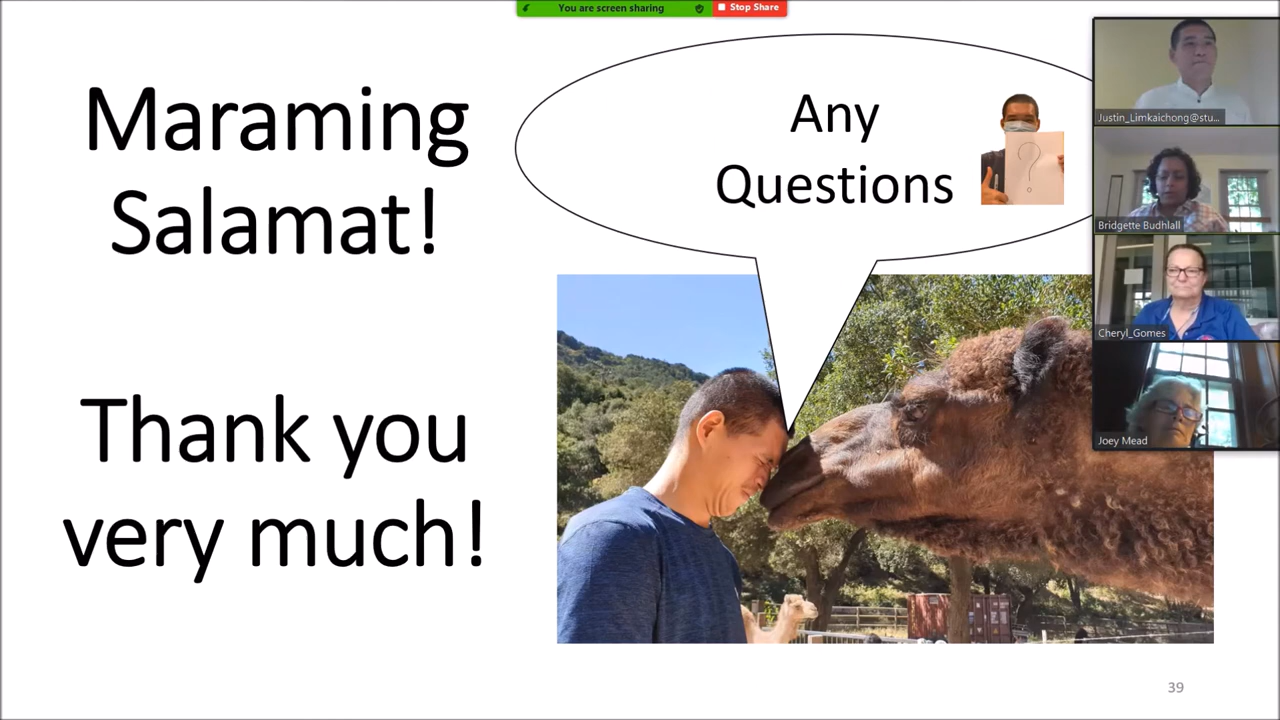 You are screen sharing
Stop Share
Maraming
Salamat!
Thank you
very much!
Any
Questions
?
Justin_Limkaichong@stu...
Bridgette Budhlall
Cheryl_Gomes
Joey Mead
39